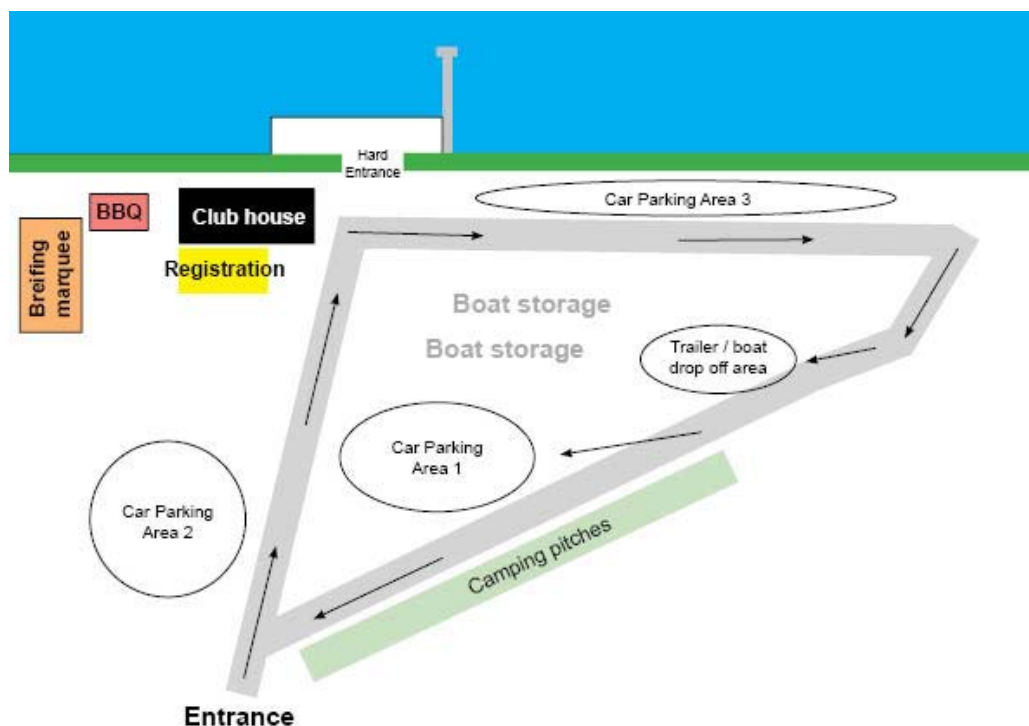 Hard
Entrance
Car Parking Area 3
BBQ
Club house
Registration
Breifing
marquee
Boat storage
Boat storage
Trailer / boat
drop off area
Car Parking
Area 1
Car Parking
Area 2
Camping pitches
Entrance